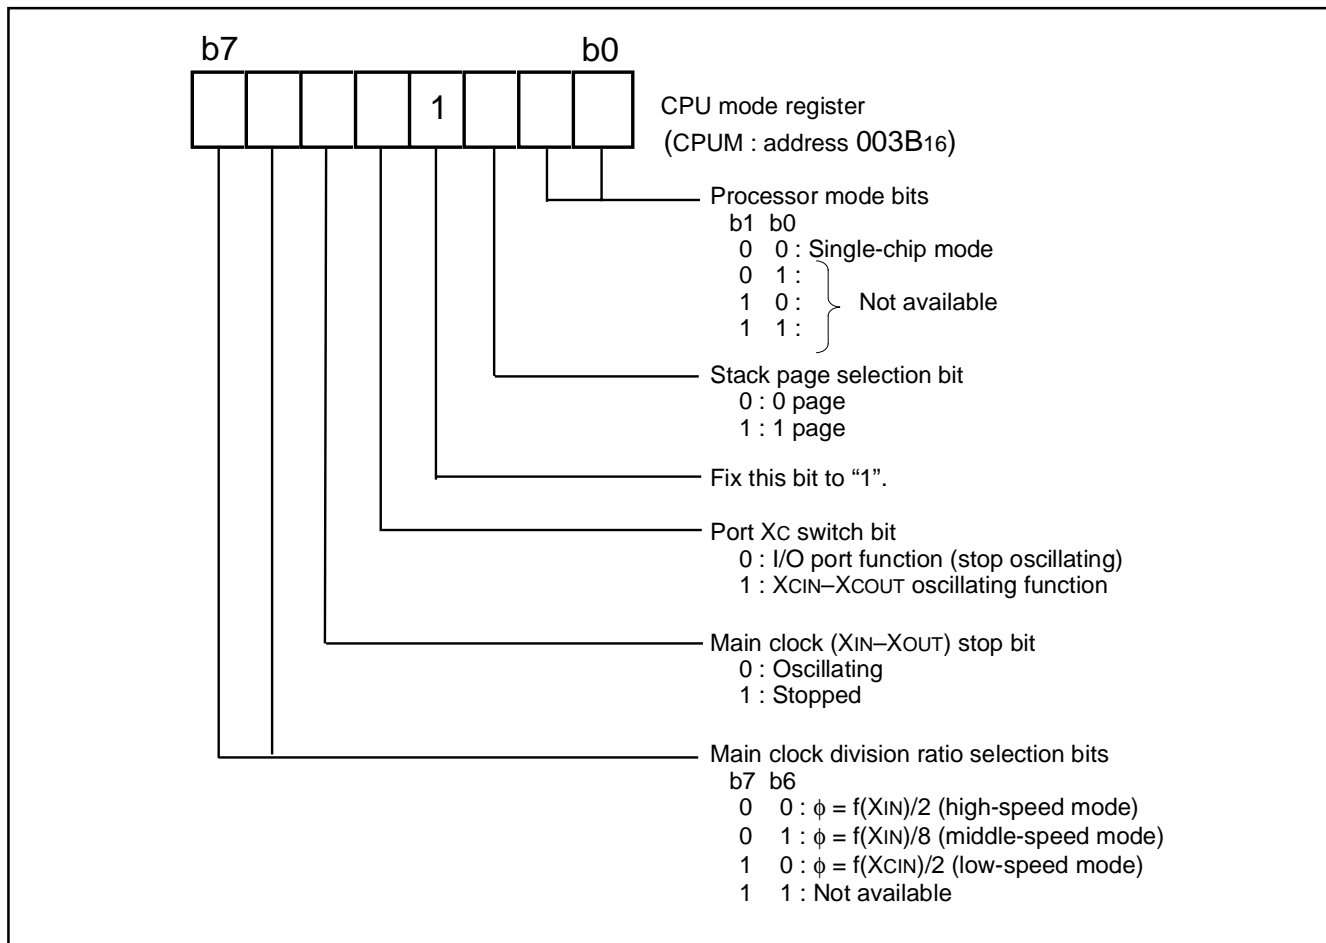 b7 b0
1
CPU mode register
(CPUM : address 003B16)
Processor mode bits
b1 b0
0 0 : Single-chip mode
0 1 :
1 0 : Not available
1 1 :
Stack page selection bit
0 : 0 page
1 : 1 page
Fix this bit to “1”.
Port XC switch bit
0 : I/O port function (stop oscillating)
1 : XCIN–XCOUT oscillating function
Main clock (XIN–XOUT) stop bit
0 : Oscillating
1 : Stopped
Main clock division ratio selection bits
b7 b6
0 0 : ϕ = f(XIN)/2 (high-speed mode)
0 1 : ϕ = f(XIN)/8 (middle-speed mode)
1 0 : ϕ = f(XCIN)/2 (low-speed mode)
1 1 : Not available